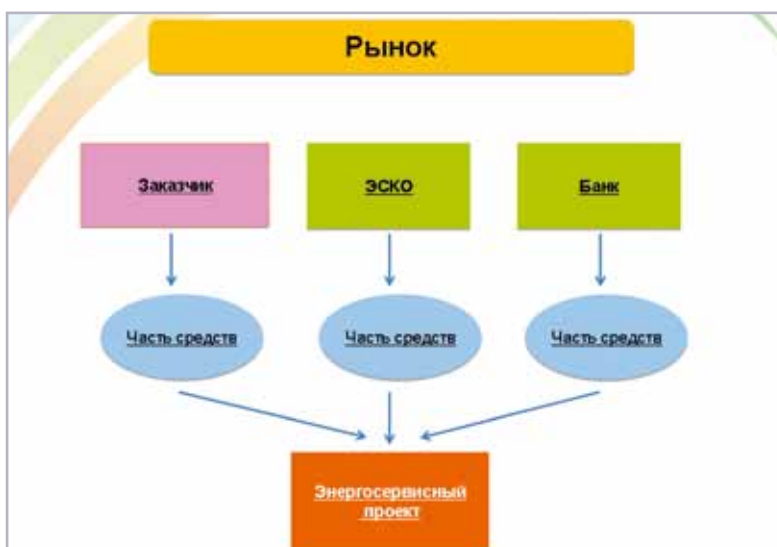 Рынок
Заказчик
ЭСКО
Банк
Часть средств
Часть средств
Часть средств
Энергосервисный
проект